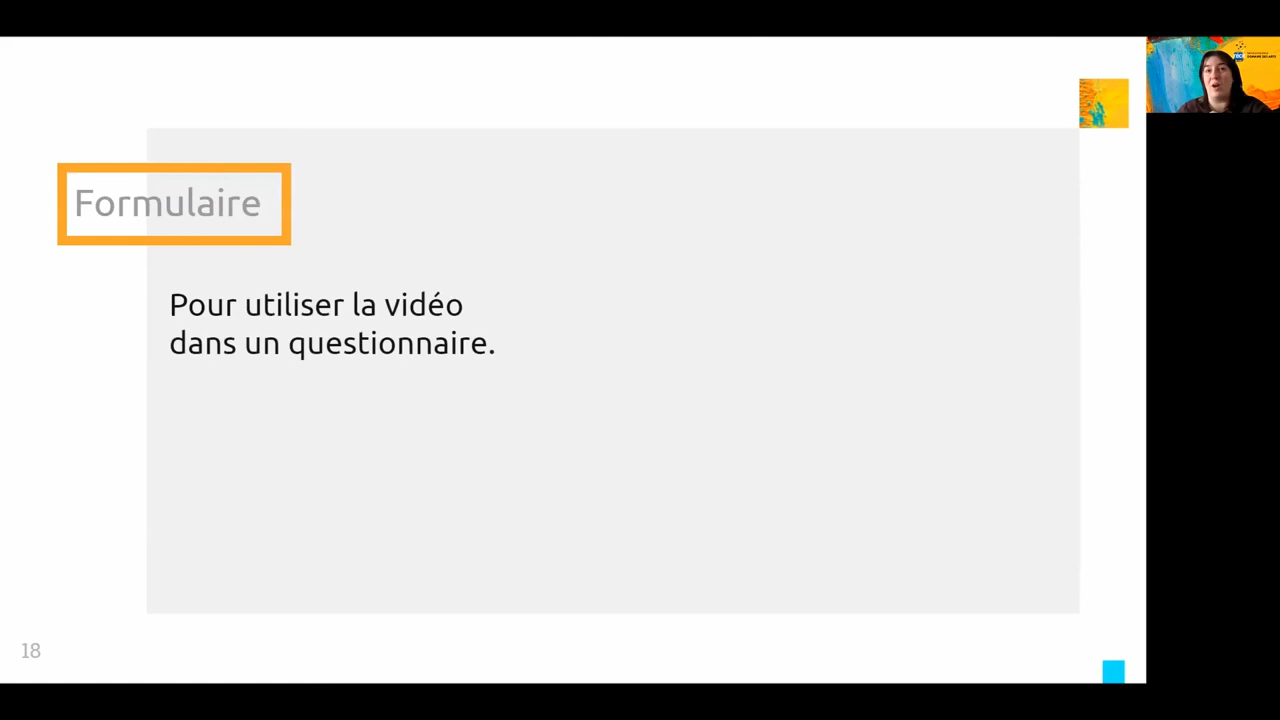 Formulaire
Pour utiliser la vidéo
dans un questionnaire.
18